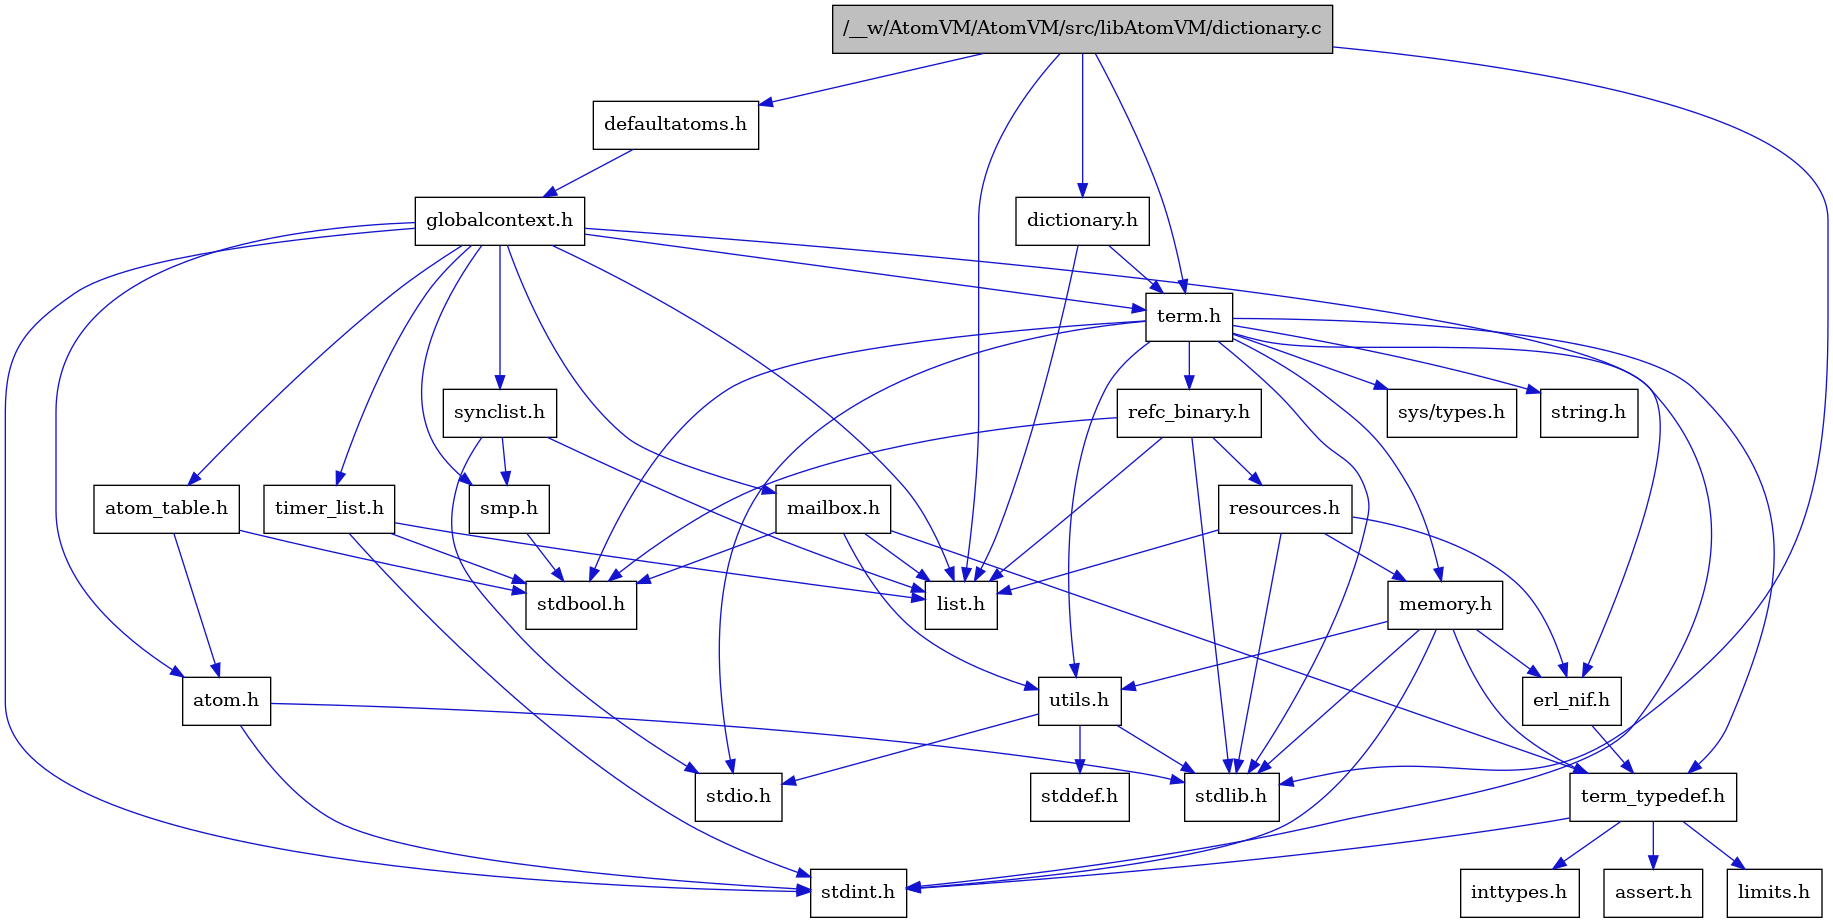 /__w/AtomVM/AtomVM/src/libAtomVM/dictionary.c
defaultatoms.h
globalcontext.h
dictionary.h
term.h
synclist.h
refc_binary.h
sys/types.h
string.h
atom_table.h
timer_list.h
smp.h
mailbox.h
resources.h
stdbool.h
list.h
memory.h
atom.h
utils.h
erl_nif.h
stdio.h
stddef.h
stdlib.h
term_typedef.h
stdint.h
inttypes.h
assert.h
limits.h